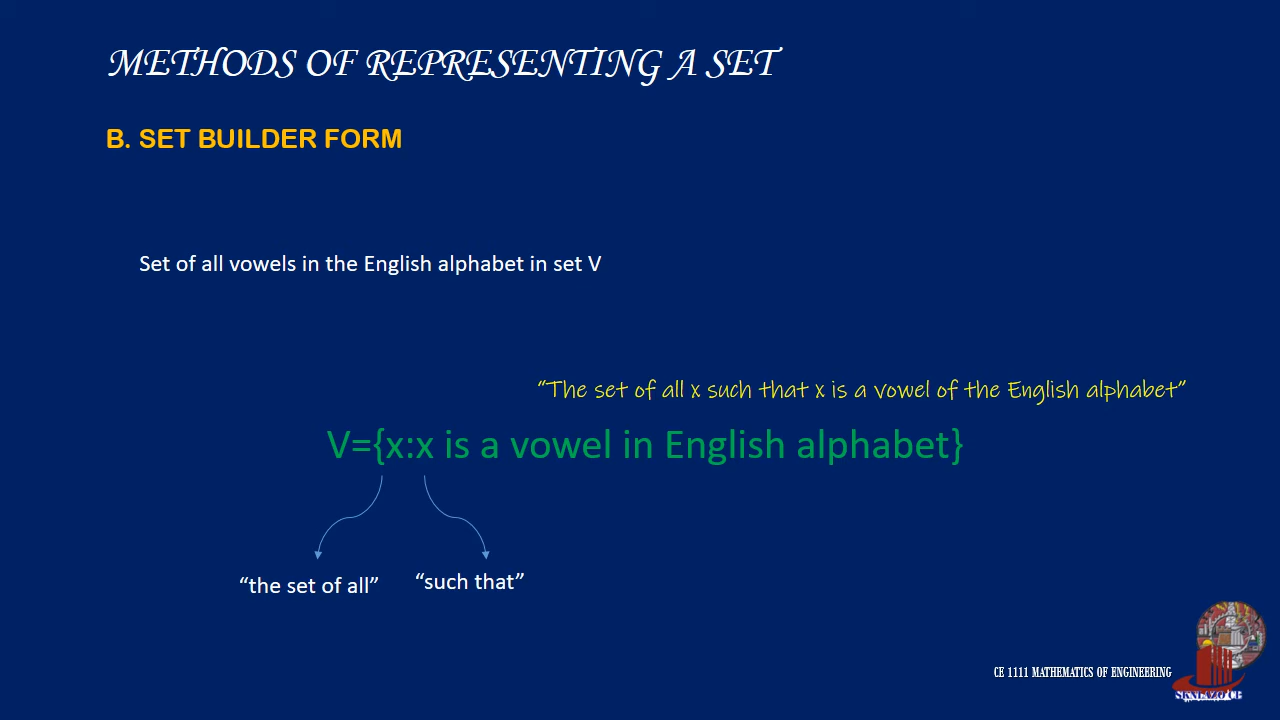 METHODS OF REPRESENTING A SET
B. SET BUILDER FORM
Set of all vowels in the English alphabet in set V
“The set of all x such that x is a vowel of the English alphabet”
V={x:x is a vowel in English alphabet}
“the set of all” “such that”
CE 1111 MATHEMATICS OF ENGINEERING